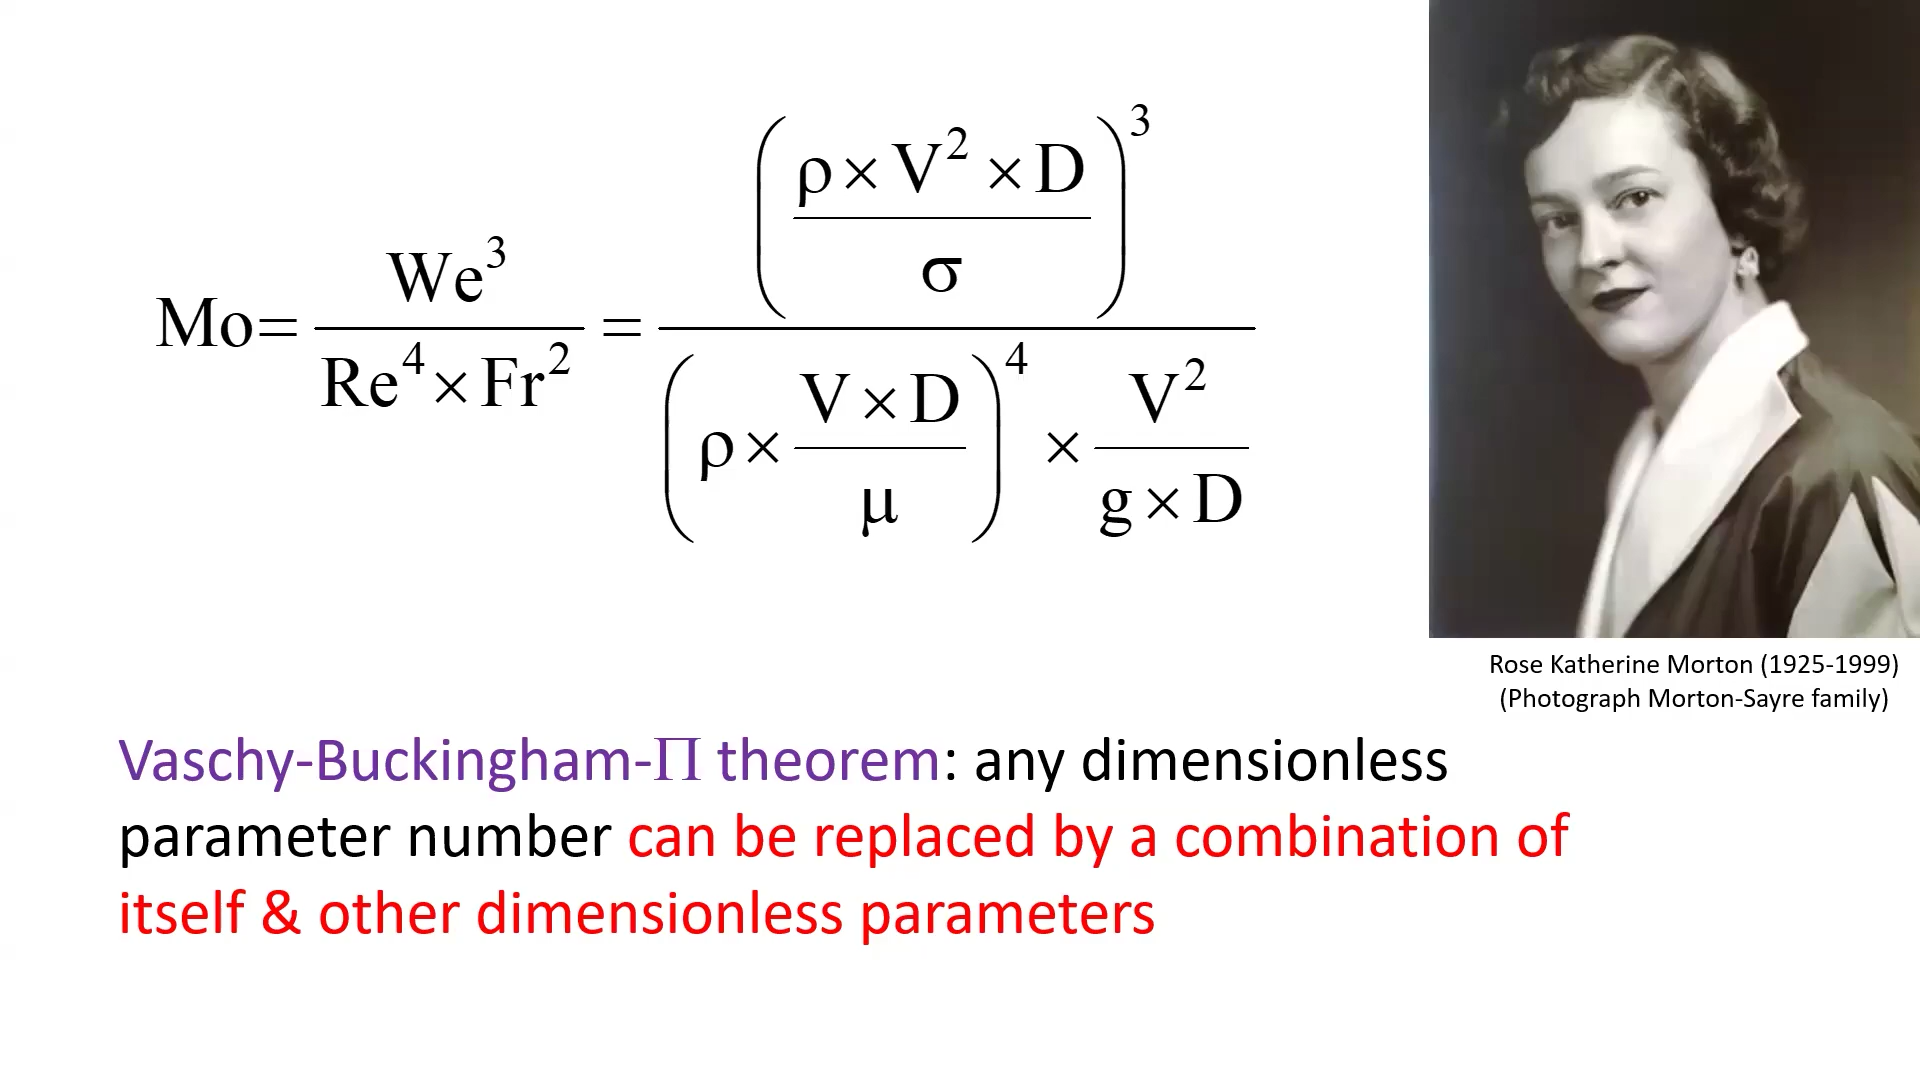 Mo = We³ / (Re⁴ × Fr²) = ((ρ × V² × D) / σ)³ / ((ρ × (V × D) / μ)⁴ × V² / (g × D))
Rose Katherine Morton (1925-1999)
(Photograph Morton-Sayre family)
Vaschy-Buckingham-Π theorem: any dimensionless
parameter number can be replaced by a combination of
itself & other dimensionless parameters